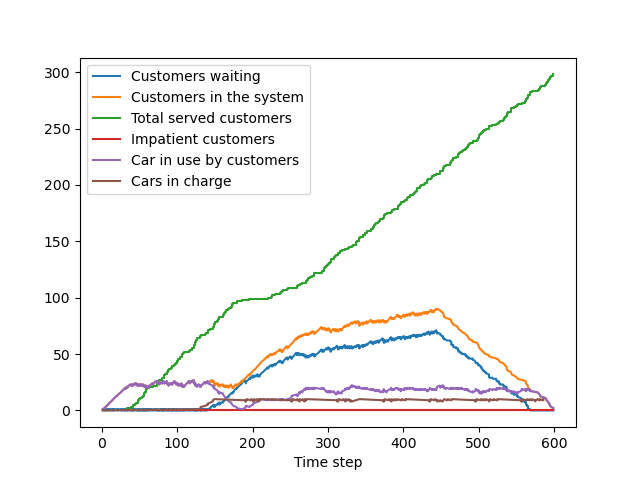 Customers waiting
Customers in the system
Total served customers
Impatient customers
Car in use by customers
Cars in charge
300
250
200
150
100
50
0
0 100 200 300 400 500 600
Time step